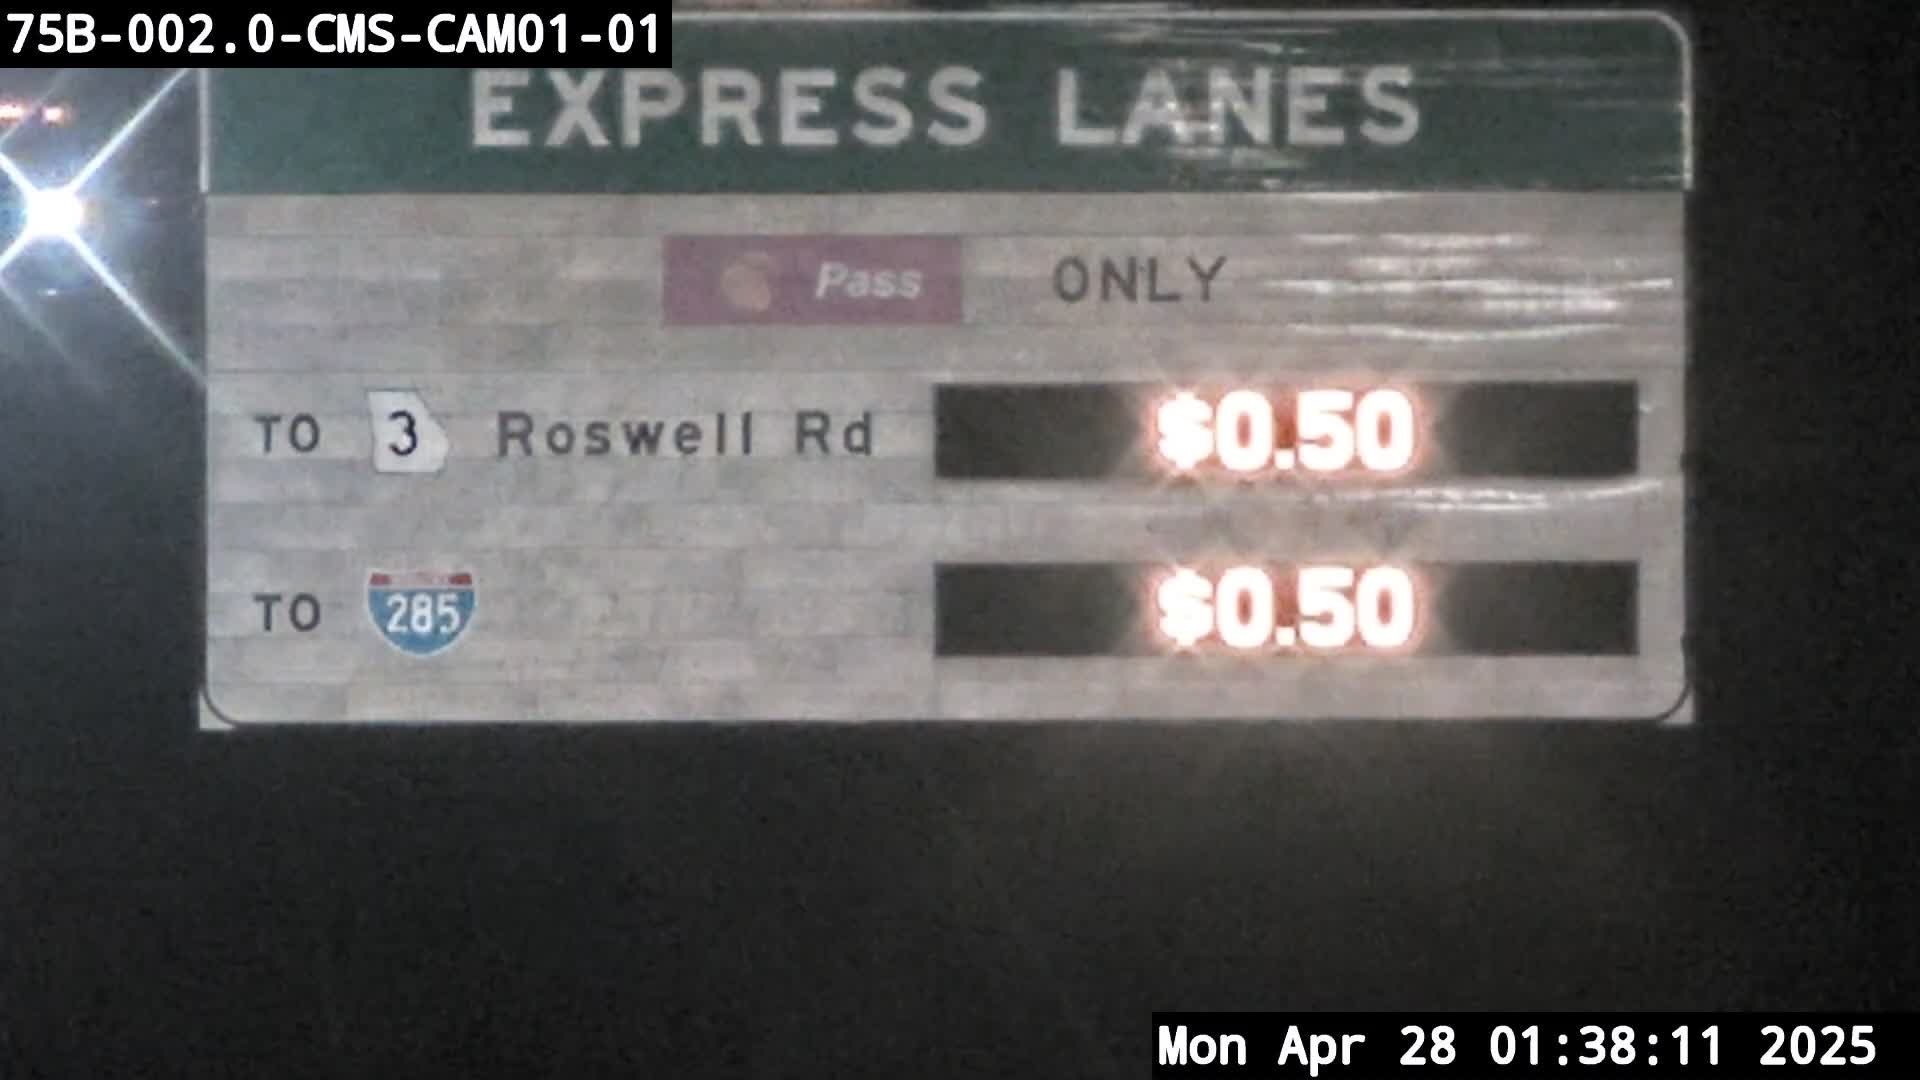 75B-002.0-CMS-CAM01-01
EXPRESS LANES
Pass ONLY
TO 3 Roswell Rd $0.50
TO 285 $0.50
Mon Apr 28 01:38:11 2025